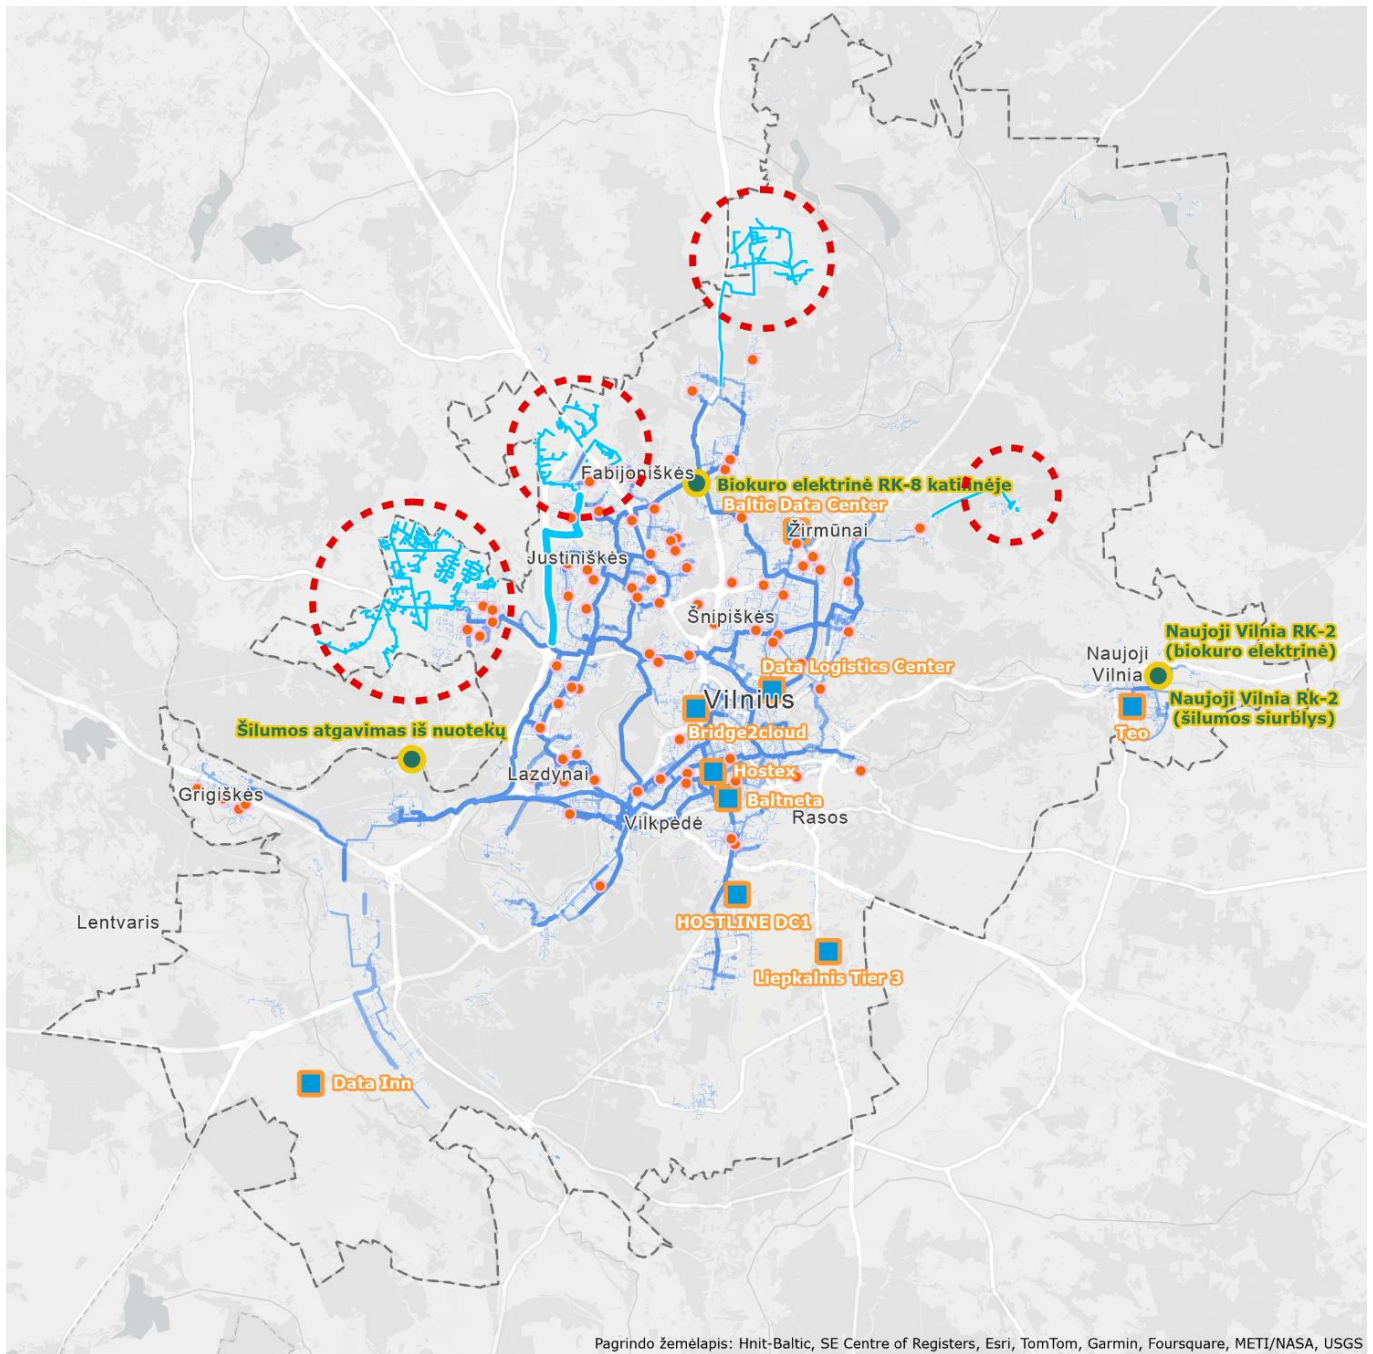 Fabijoniškės
Biokuro elektrinė RK-8 katilinėje
Baltic Data Center
Žirmūnai
Justiniškės
Šnipiškės
Naujoji Vilnia RK-2
(biokuro elektrinė)
Naujoji
Vilnia
Data Logistics Center
Vilnius
Naujoji Vilnia Rk-2
(šilumos siurblys)
Teo
Šilumos atgavimas iš nuotekų
Bridge2cloud
Lazdynai
Hostex
Grigiškės
Baltneta
Vilkpėdė
Rasos
Lentvaris
HOSTLINE DC1
Liepkalnis Tier 3
Data Inn
Pagrindo žemėlapis: Hnit-Baltic, SE Centre of Registers, Esri, TomTom, Garmin, Foursquare, METI/NASA, USGS